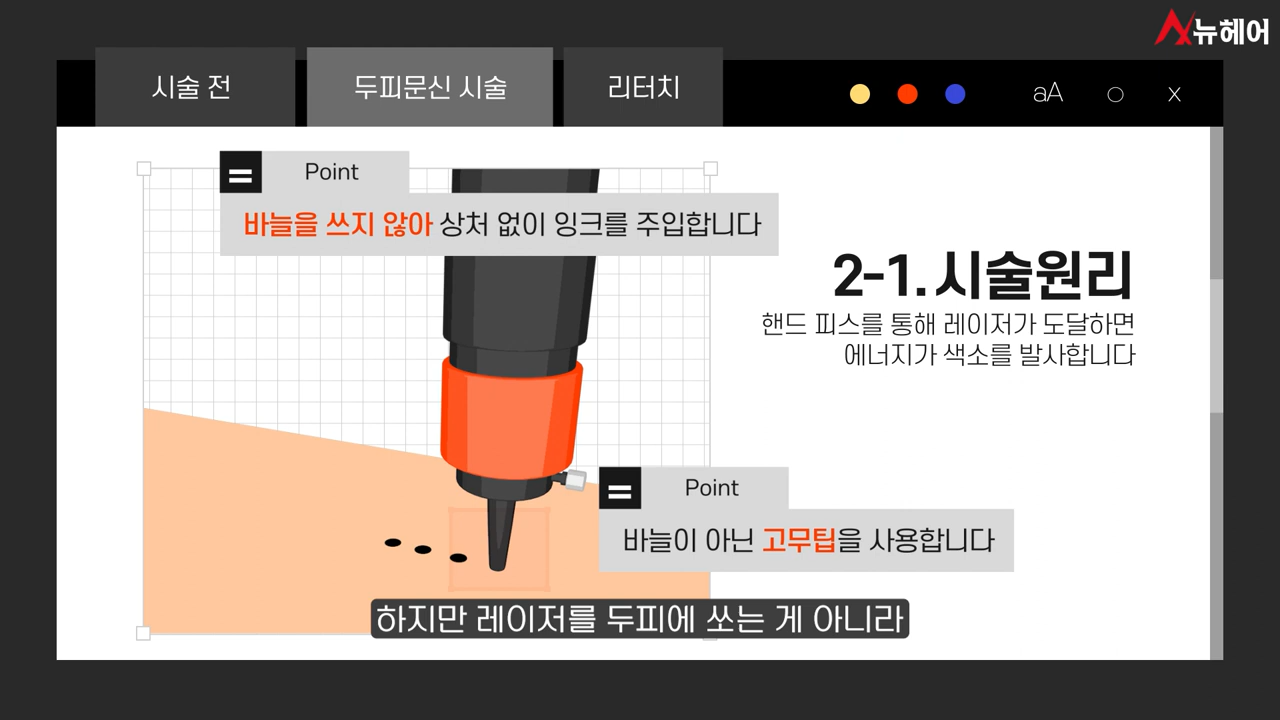 뉴헤어
시술 전
두피문신 시술
리터치
aA
x
Point
바늘을 쓰지 않아 상처 없이 잉크를 주입합니다
2-1.시술원리
핸드 피스를 통해 레이저가 도달하면
에너지가 색소를 발사합니다
Point
바늘이 아닌 고무팁을 사용합니다
하지만 레이저를 두피에 쏘는 게 아니라